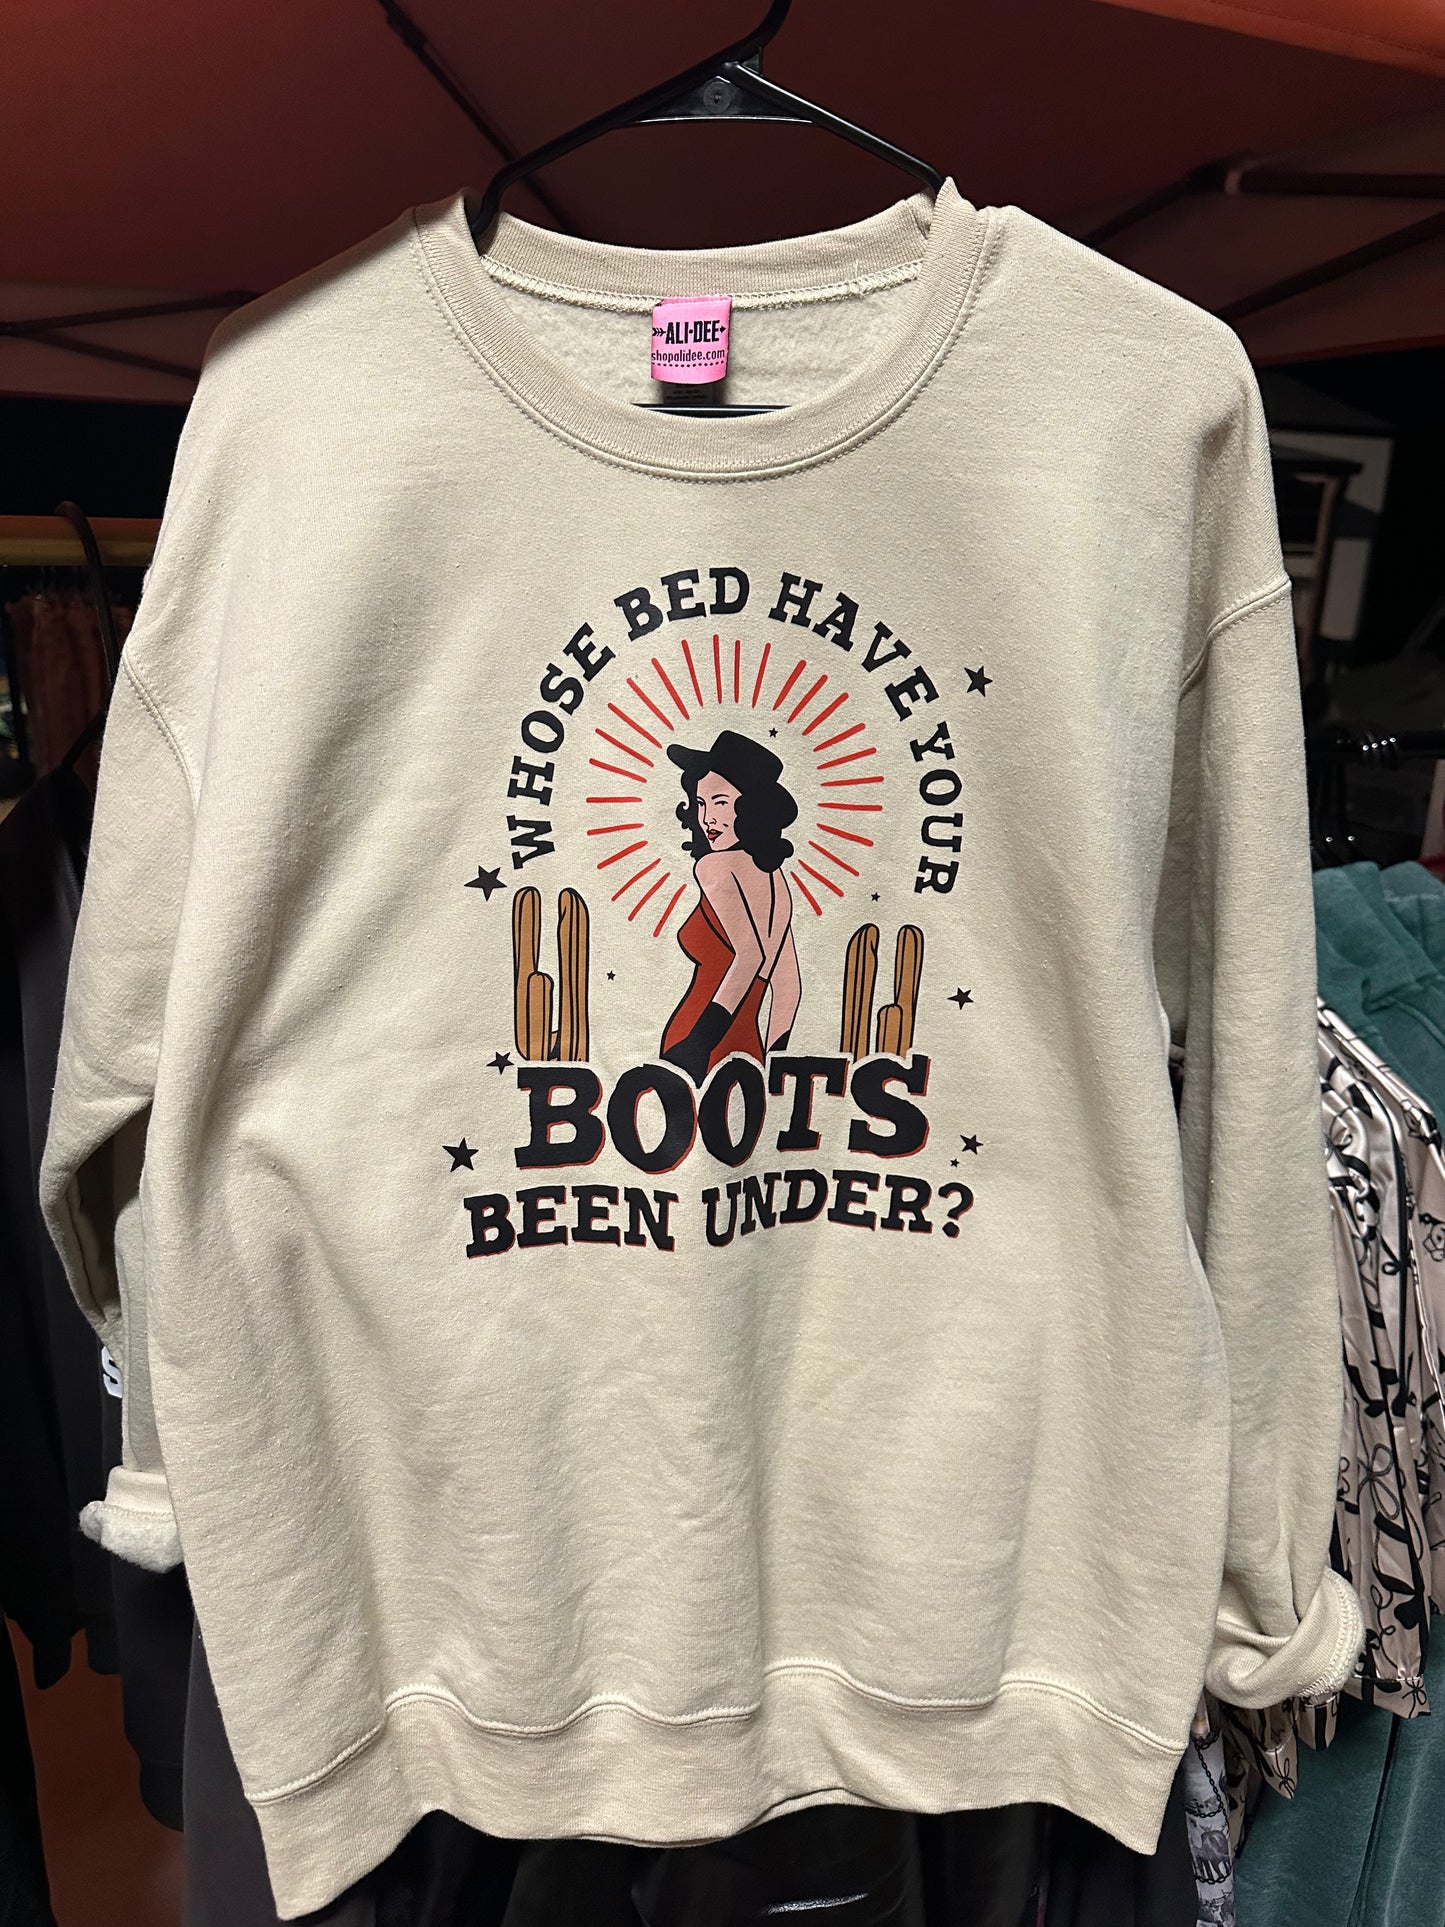 ALI·DEE
shopalidee.com
WHOSE BED HAVE YOUR
BOOTS
BEEN UNDER?
S